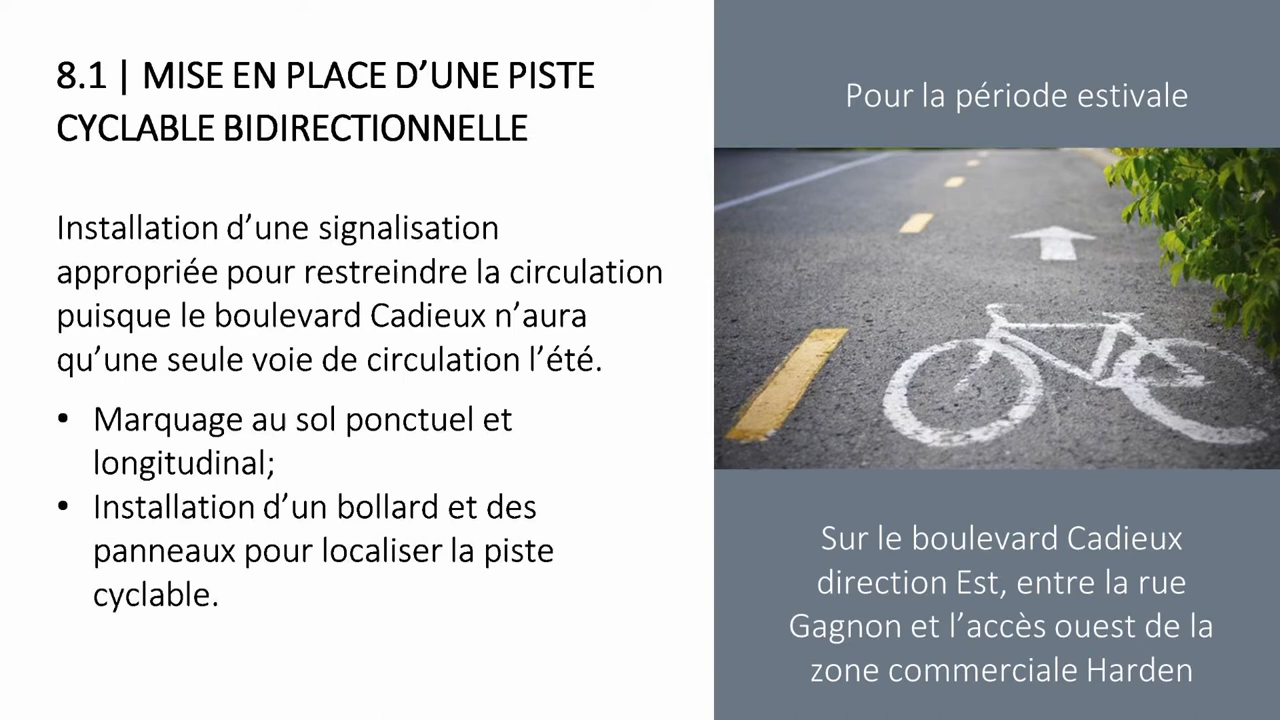 8.1 | MISE EN PLACE D’UNE PISTE
CYCLABLE BIDIRECTIONNELLE
Installation d’une signalisation
appropriée pour restreindre la circulation
puisque le boulevard Cadieux n’aura
qu’une seule voie de circulation l’été.
• Marquage au sol ponctuel et
longitudinal;
• Installation d’un bollard et des
panneaux pour localiser la piste
cyclable.
Pour la période estivale
Sur le boulevard Cadieux
direction Est, entre la rue
Gagnon et l’accès ouest de la
zone commerciale Harden